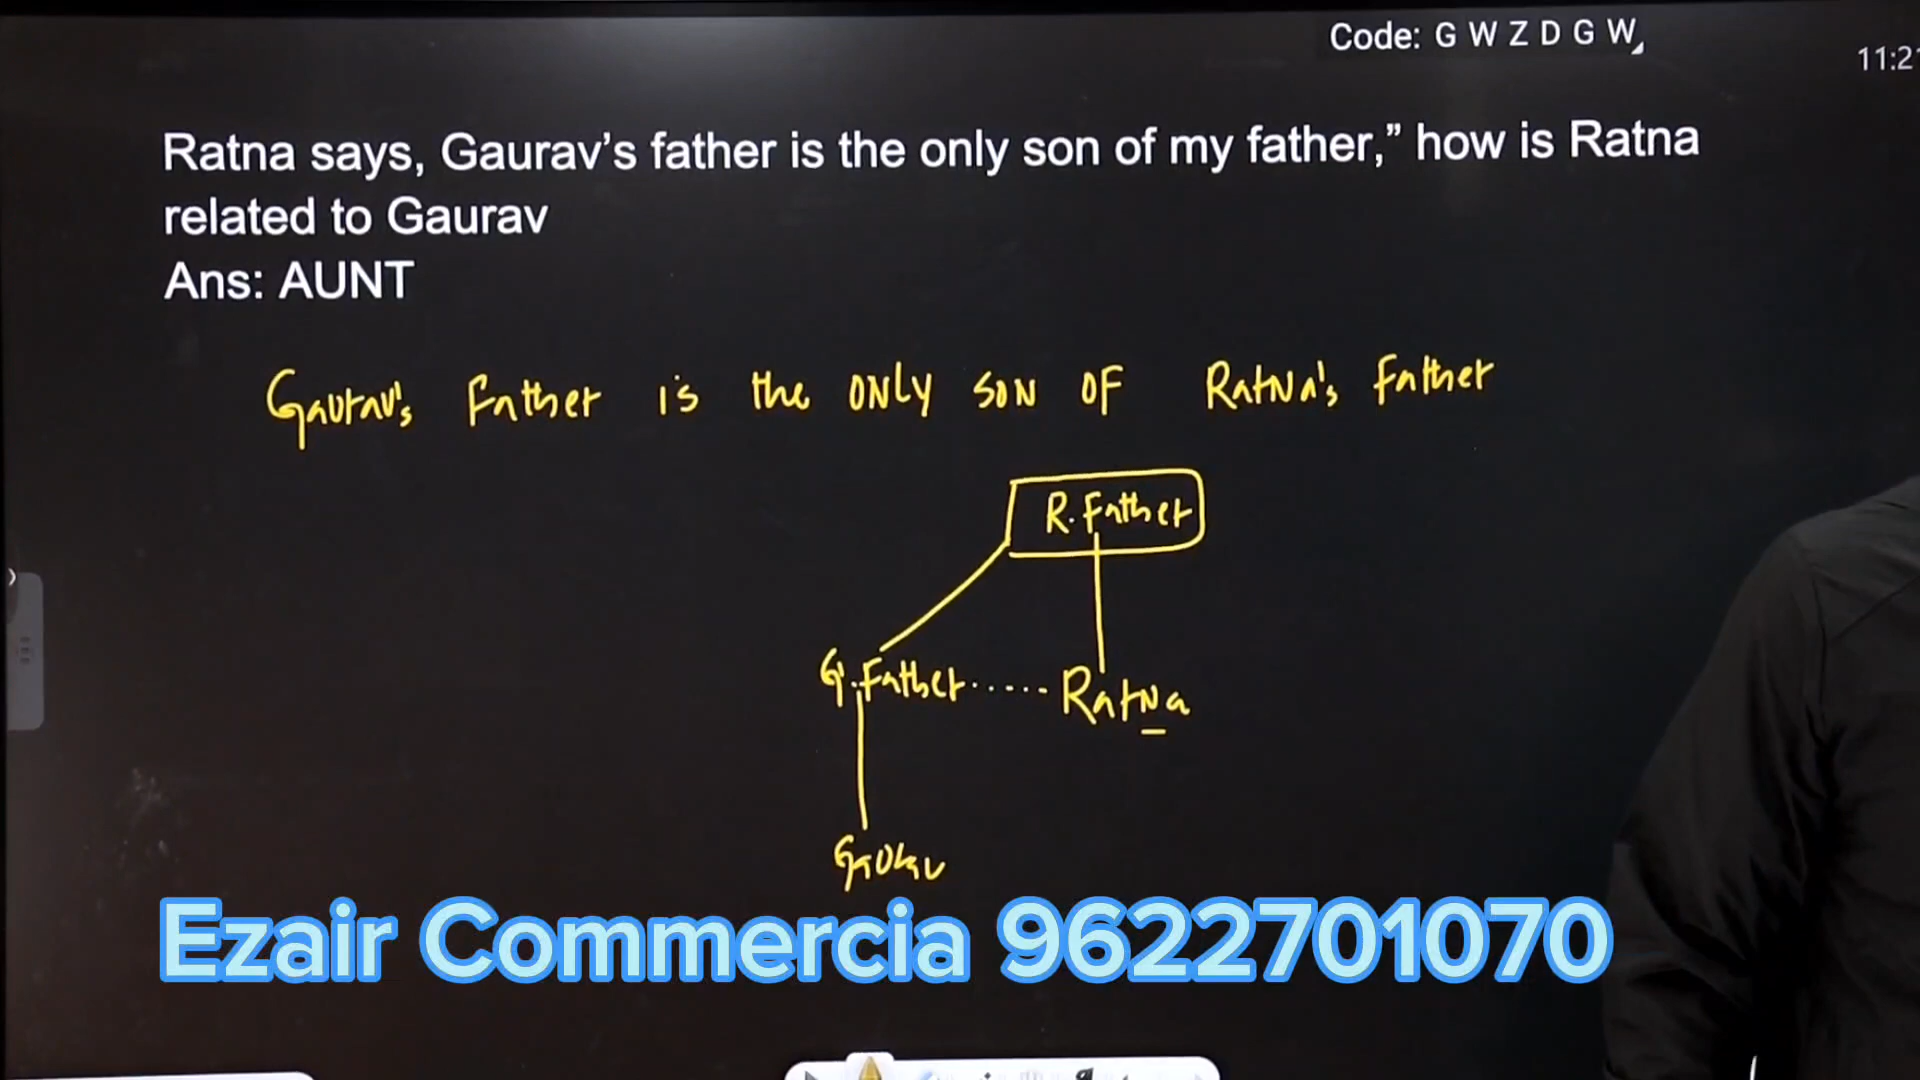 Code: G W Z D G W
11:21
Ratna says, Gaurav’s father is the only son of my father,” how is Ratna
related to Gaurav
Ans: AUNT
Gaurav's Father is the ONLY SON OF RatNa's Father
R. Father
G. Father ...... RatNa
Gaurav
Ezair Commercia 9622701070